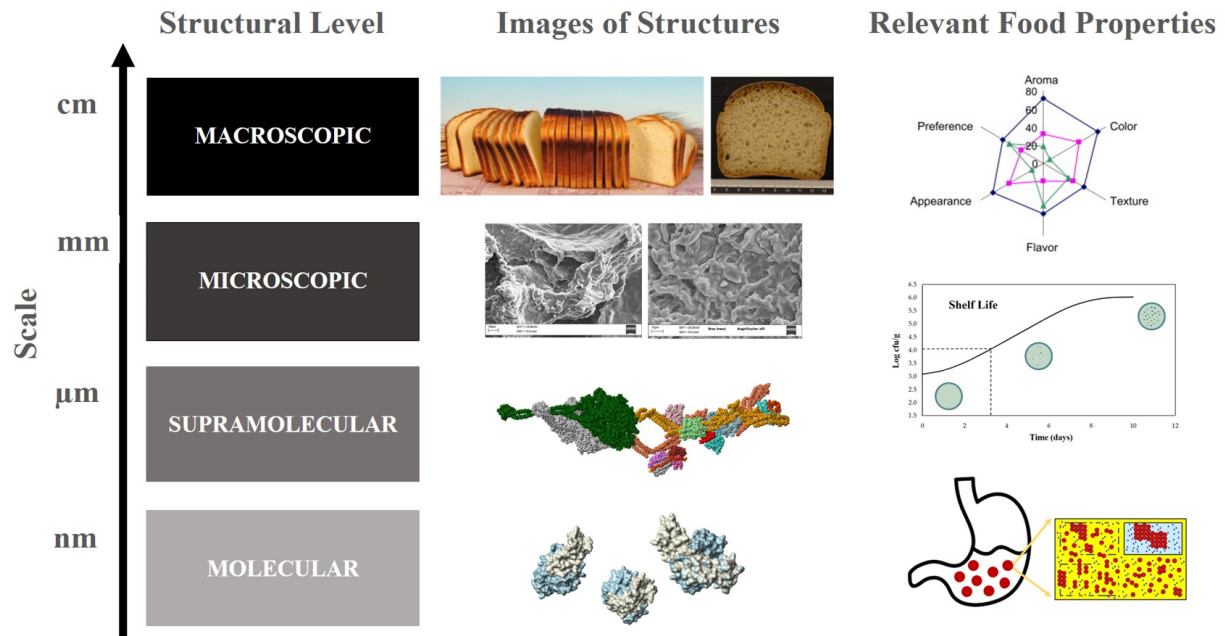 Structural Level
Images of Structures
Relevant Food Properties
Scale
cm
MACROSCOPIC
mm
MICROSCOPIC
µm
SUPRAMOLECULAR
nm
MOLECULAR
Aroma
80
60
40
20
0
Color
Texture
Flavor
Appearance
Preference
Shelf Life
Log cfu/g
6.5
6.0
5.5
5.0
4.5
4.0
3.5
3.0
2.5
2.0
1.5
0
2
4
6
8
10
12
Time (days)